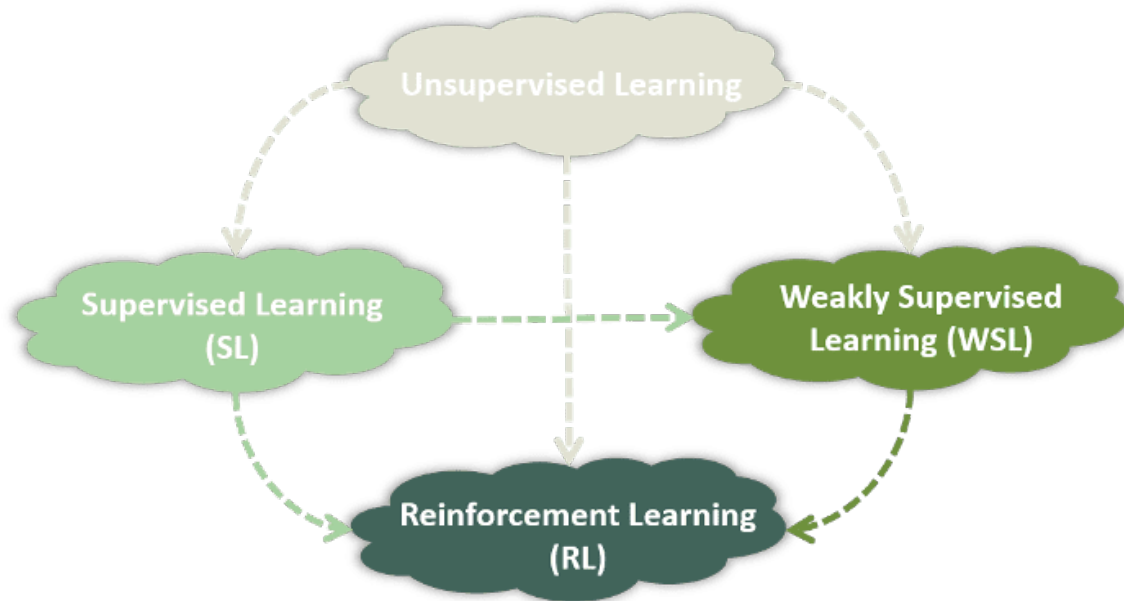 Unsupervised Learning
Supervised Learning
(SL)
Weakly Supervised
Learning (WSL)
Reinforcement Learning
(RL)